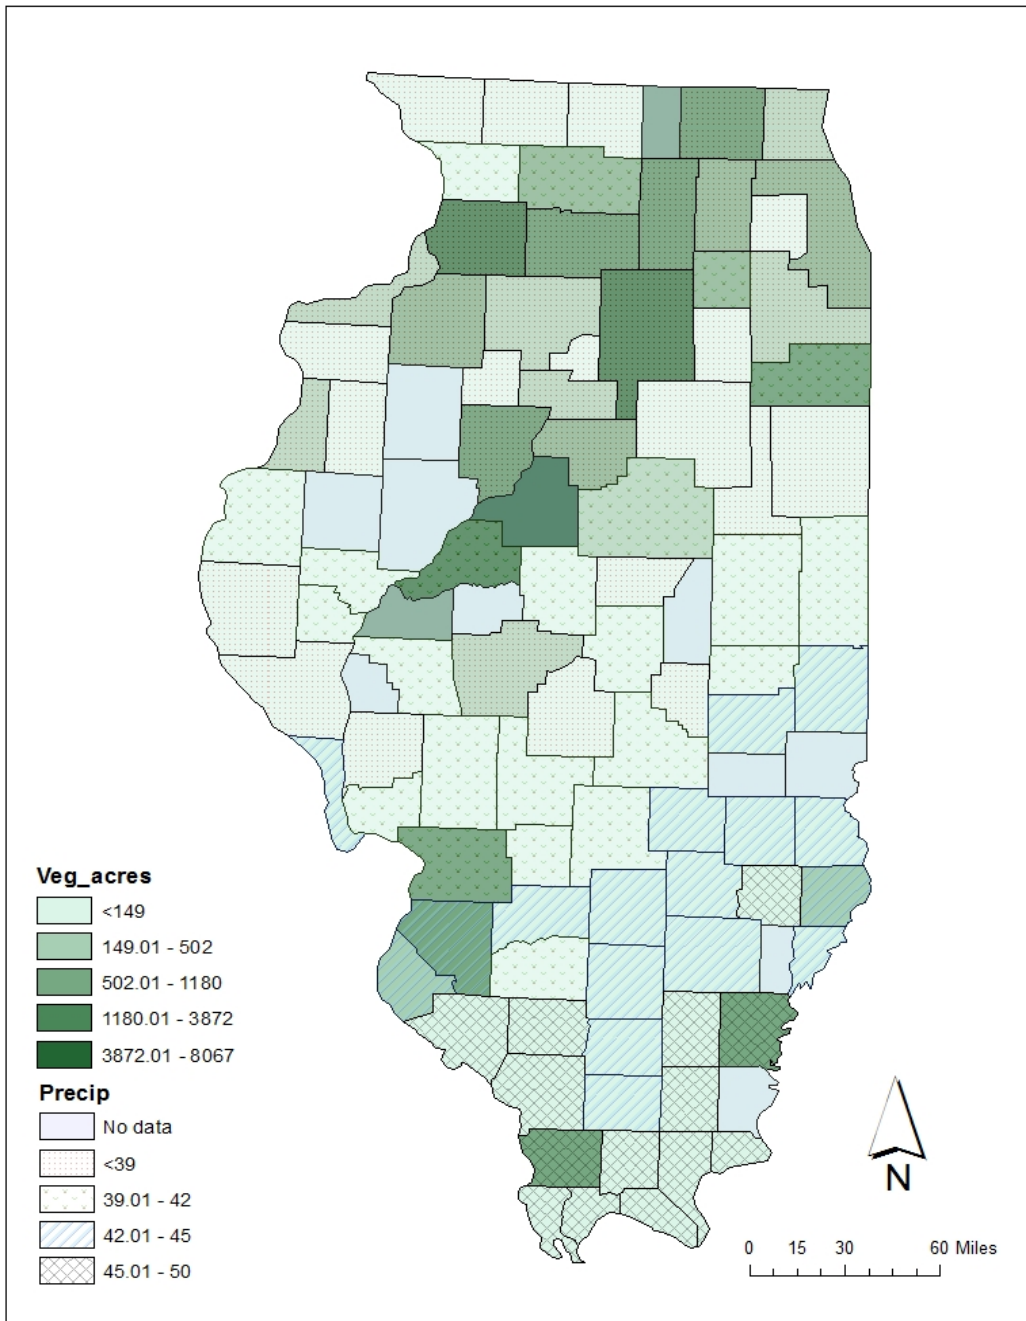 Veg_acres
<149
149.01 - 502
502.01 - 1180
1180.01 - 3872
3872.01 - 8067
Precip
No data
<39
39.01 - 42
42.01 - 45
45.01 - 50
N
0 15 30 60 Miles